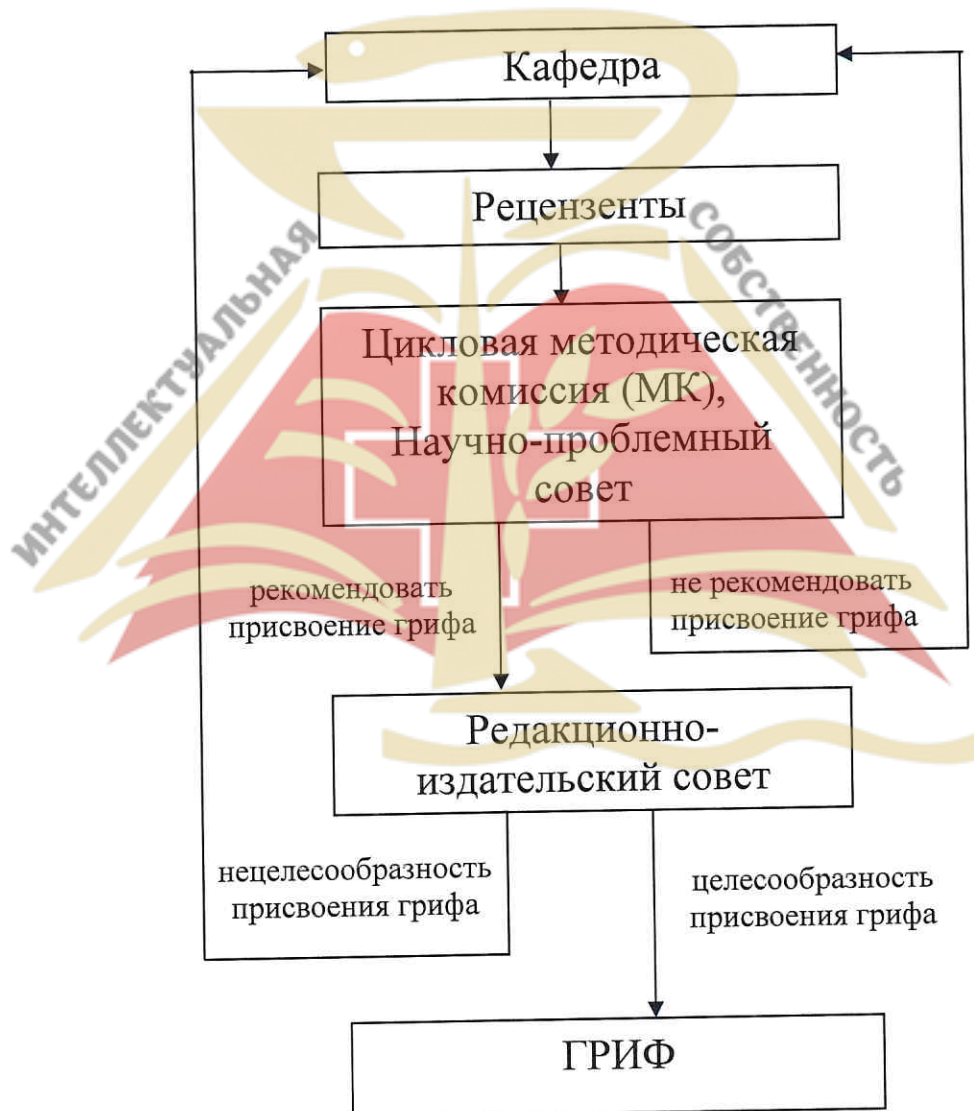 Кафедра
Рецензенты
ИНТЕЛЛЕКТУАЛЬНАЯ
СОБСТВЕННОСТЬ
Цикловая методическая
комиссия (МК),
Научно-проблемный
совет
рекомендовать
присвоение грифа
не рекомендовать
присвоение грифа
Редакционно-
издательский совет
нецелесообразность
присвоения грифа
целесообразность
присвоения грифа
ГРИФ